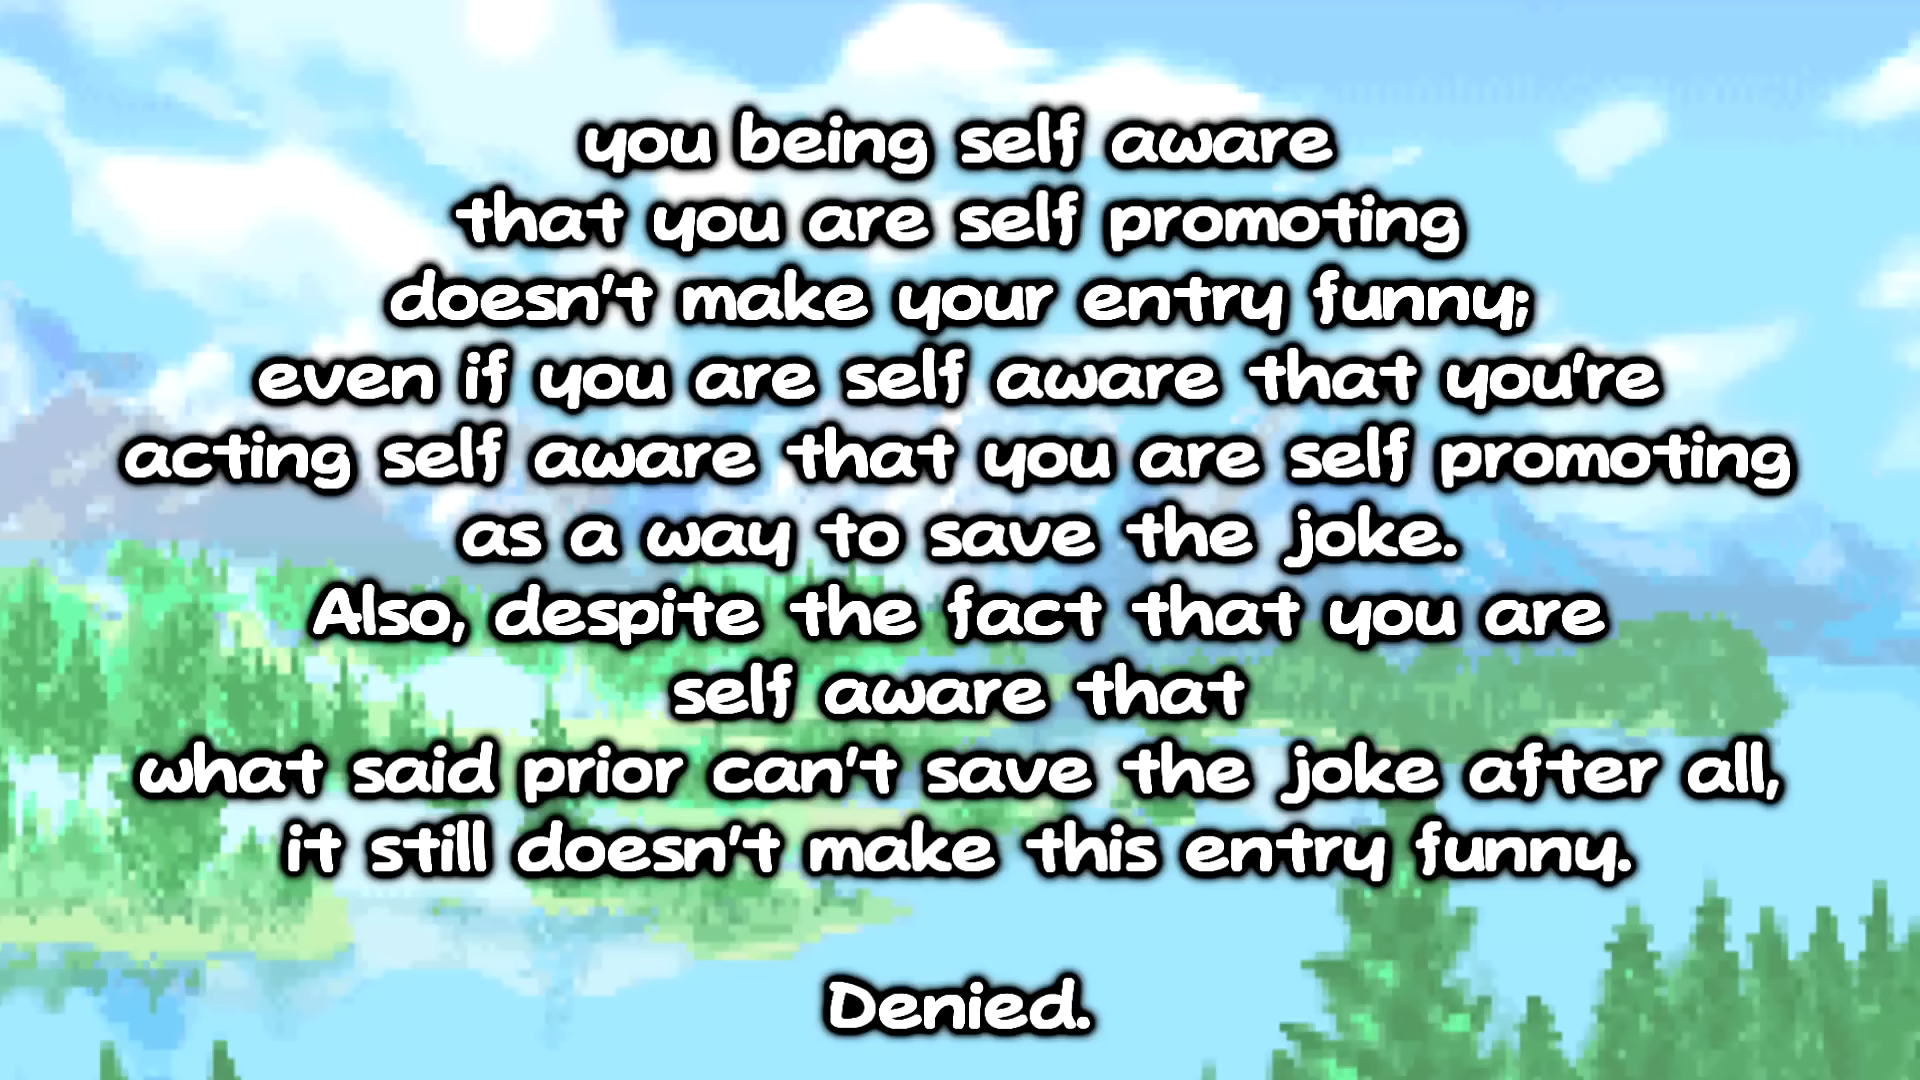 you being self aware
that you are self promoting
doesn't make your entry funny;
even if you are self aware that you're
acting self aware that you are self promoting
as a way to save the joke.
Also, despite the fact that you are
self aware that
what said prior can't save the joke after all,
it still doesn't make this entry funny.
Denied.